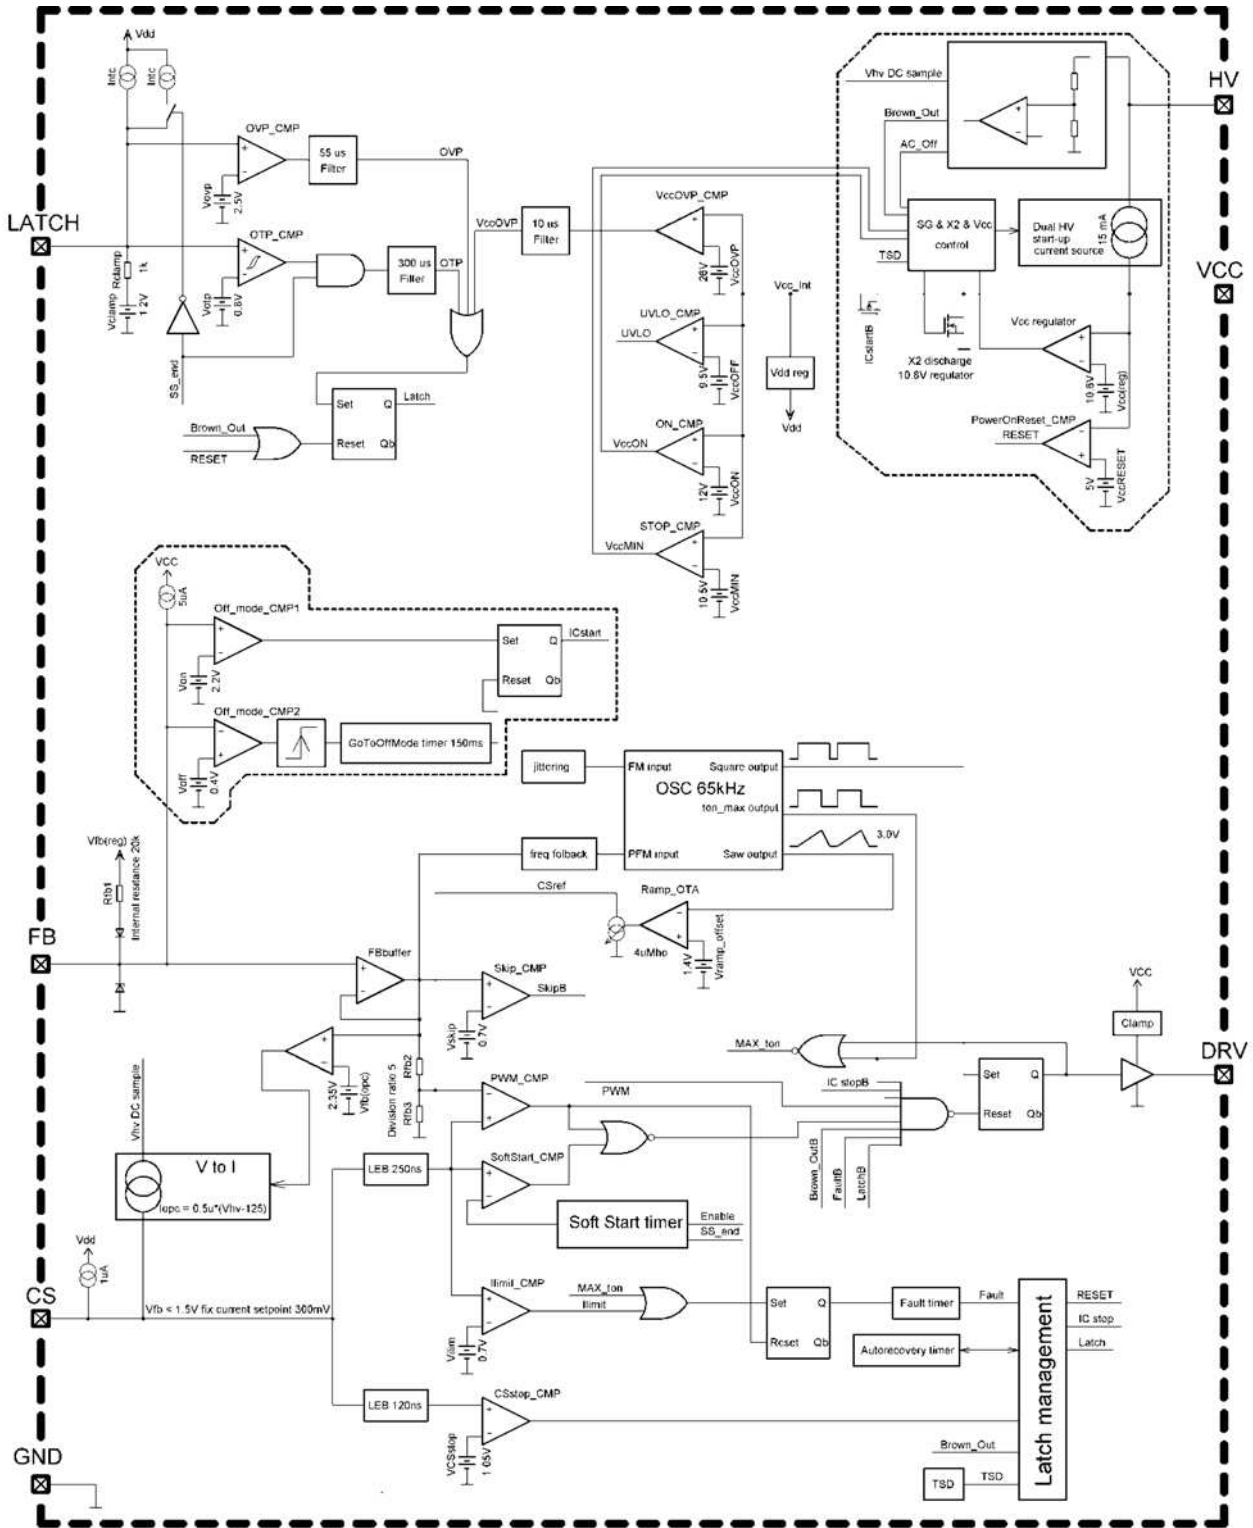 Vdd
Intc
Intc
OVP_CMP
55 us
Filter
OVP
Vovp
2.5V
LATCH
OTP_CMP
300 us
Filter
OTP
Rclamp
1k
Vclamp
1.2V
Votp
0.8V
SS_end
Set
Q
Latch
Reset
Qb
Brown_Out
RESET
VccOVP
10 us
Filter
VccOVP_CMP
26V
VccOVP
UVLO_CMP
UVLO
9.5V
VccOFF
ON_CMP
VccON
12V
VccON
STOP_CMP
VccMIN
10.5V
VccMIN
Vcc_Int
Vdd reg
Vdd
HV
VCC
Vhv DC sample
Brown_Out
AC_Off
SG & X2 & Vcc
control
TSD
Dual HV
start-up
current source
15 mA
ICstartB
X2 discharge
10.8V regulator
Vcc regulator
10.8V
Vcc(reg)
PowerOnReset_CMP
RESET
5V
VccRESET
VCC
5uA
Off_mode_CMP1
Von
2.2V
Set
Q
ICstart
Reset
Qb
Off_mode_CMP2
GoToOffMode timer 150ms
Voff
0.4V
jittering
FM input
Square output
OSC 65kHz
ton_max output
freq folback
PFM input
Saw output
3.0V
Vfb(reg)
Rfb1
Internal resitance 20k
FB
CSref
Ramp_OTA
4uMho
1.4V
Vramp_offset
FBbuffer
Skip_CMP
SkipB
Vskip
0.7V
2.35V
Vfb(opc)
Division ratio 5
Rfb2
Rfb3
PWM_CMP
PWM
MAX_ton
IC stopB
VCC
Clamp
DRV
Set
Q
Reset
Qb
Brown_OutB
FaultB
LatchB
Vhv DC sample
V to I
Iopc = 0.5u*(Vhv-125)
LEB 250ns
SoftStart_CMP
Soft Start timer
Enable
SS_end
Vdd
1uA
CS
Vfb < 1.5V fix current setpoint 300mV
Ilimit_CMP
Vilim
0.7V
MAX_ton
Ilimit
Set
Q
Reset
Qb
Fault timer
Fault
Autorecovery timer
Latch management
RESET
IC stop
Latch
LEB 120ns
CSstop_CMP
VCSstop
1.05V
Brown_Out
TSD
TSD
GND